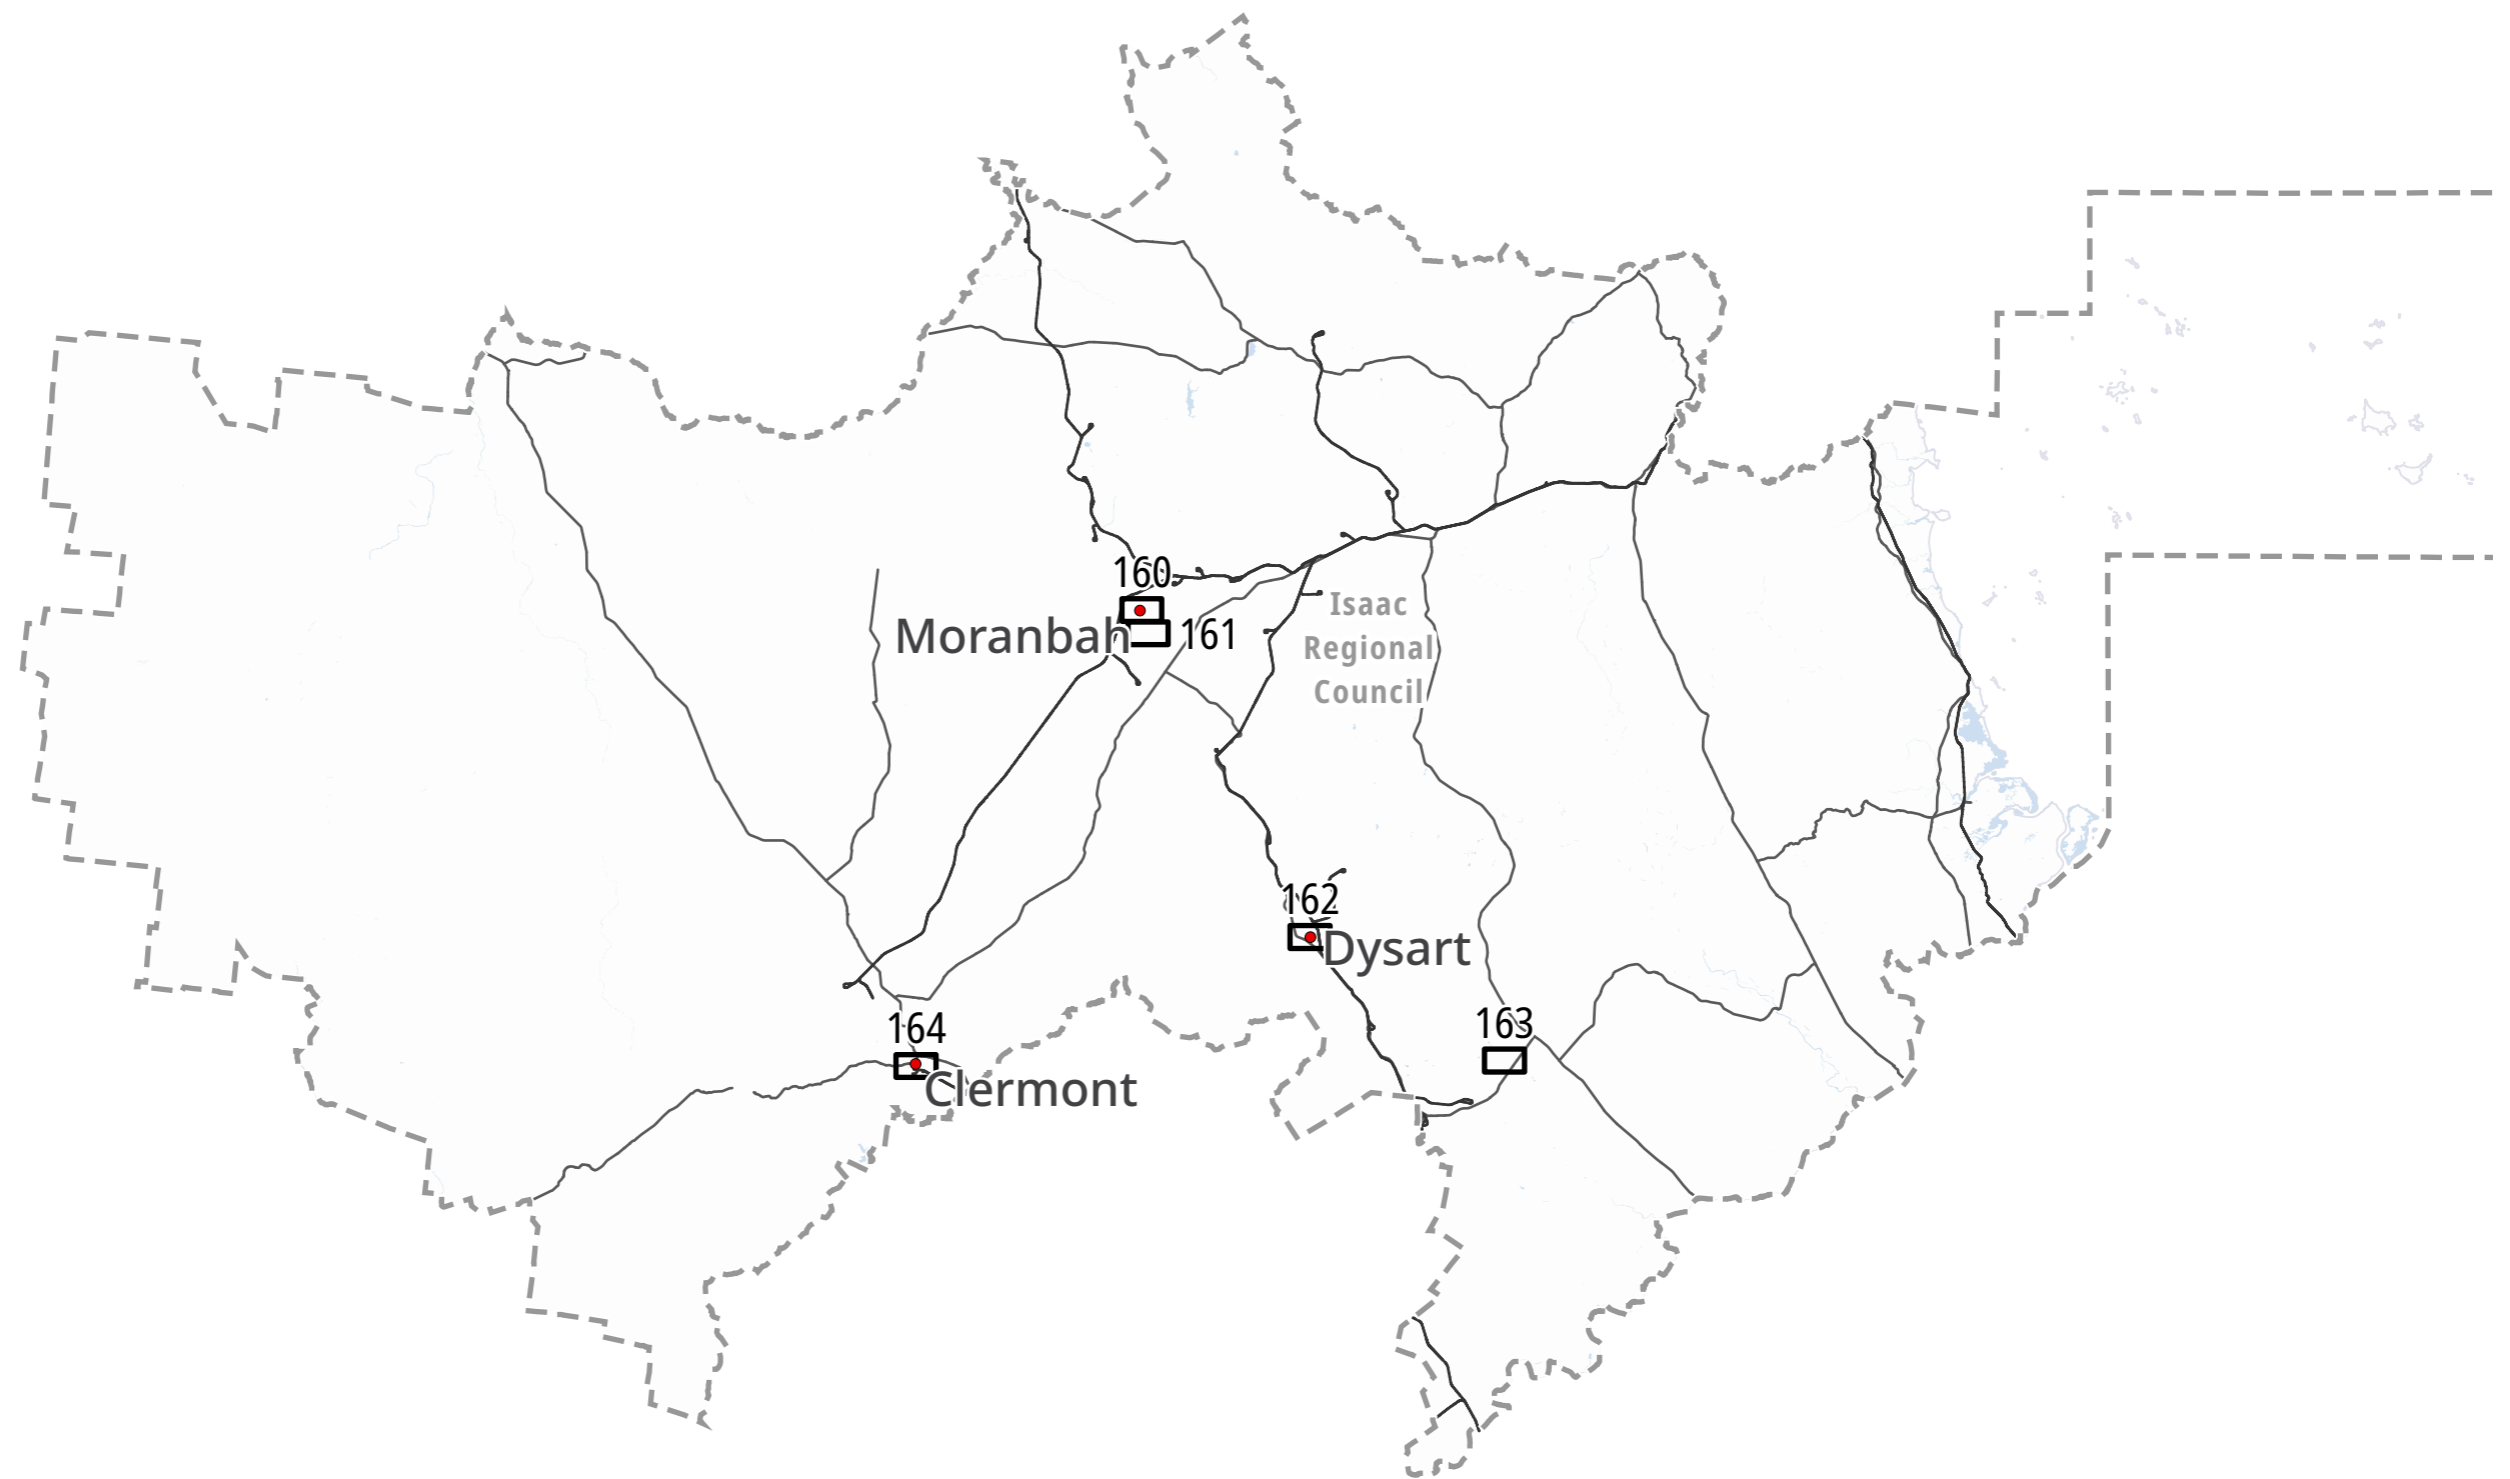 160
Moranbah
161
Isaac
Regional
Council
162
Dysart
163
164
Clermont